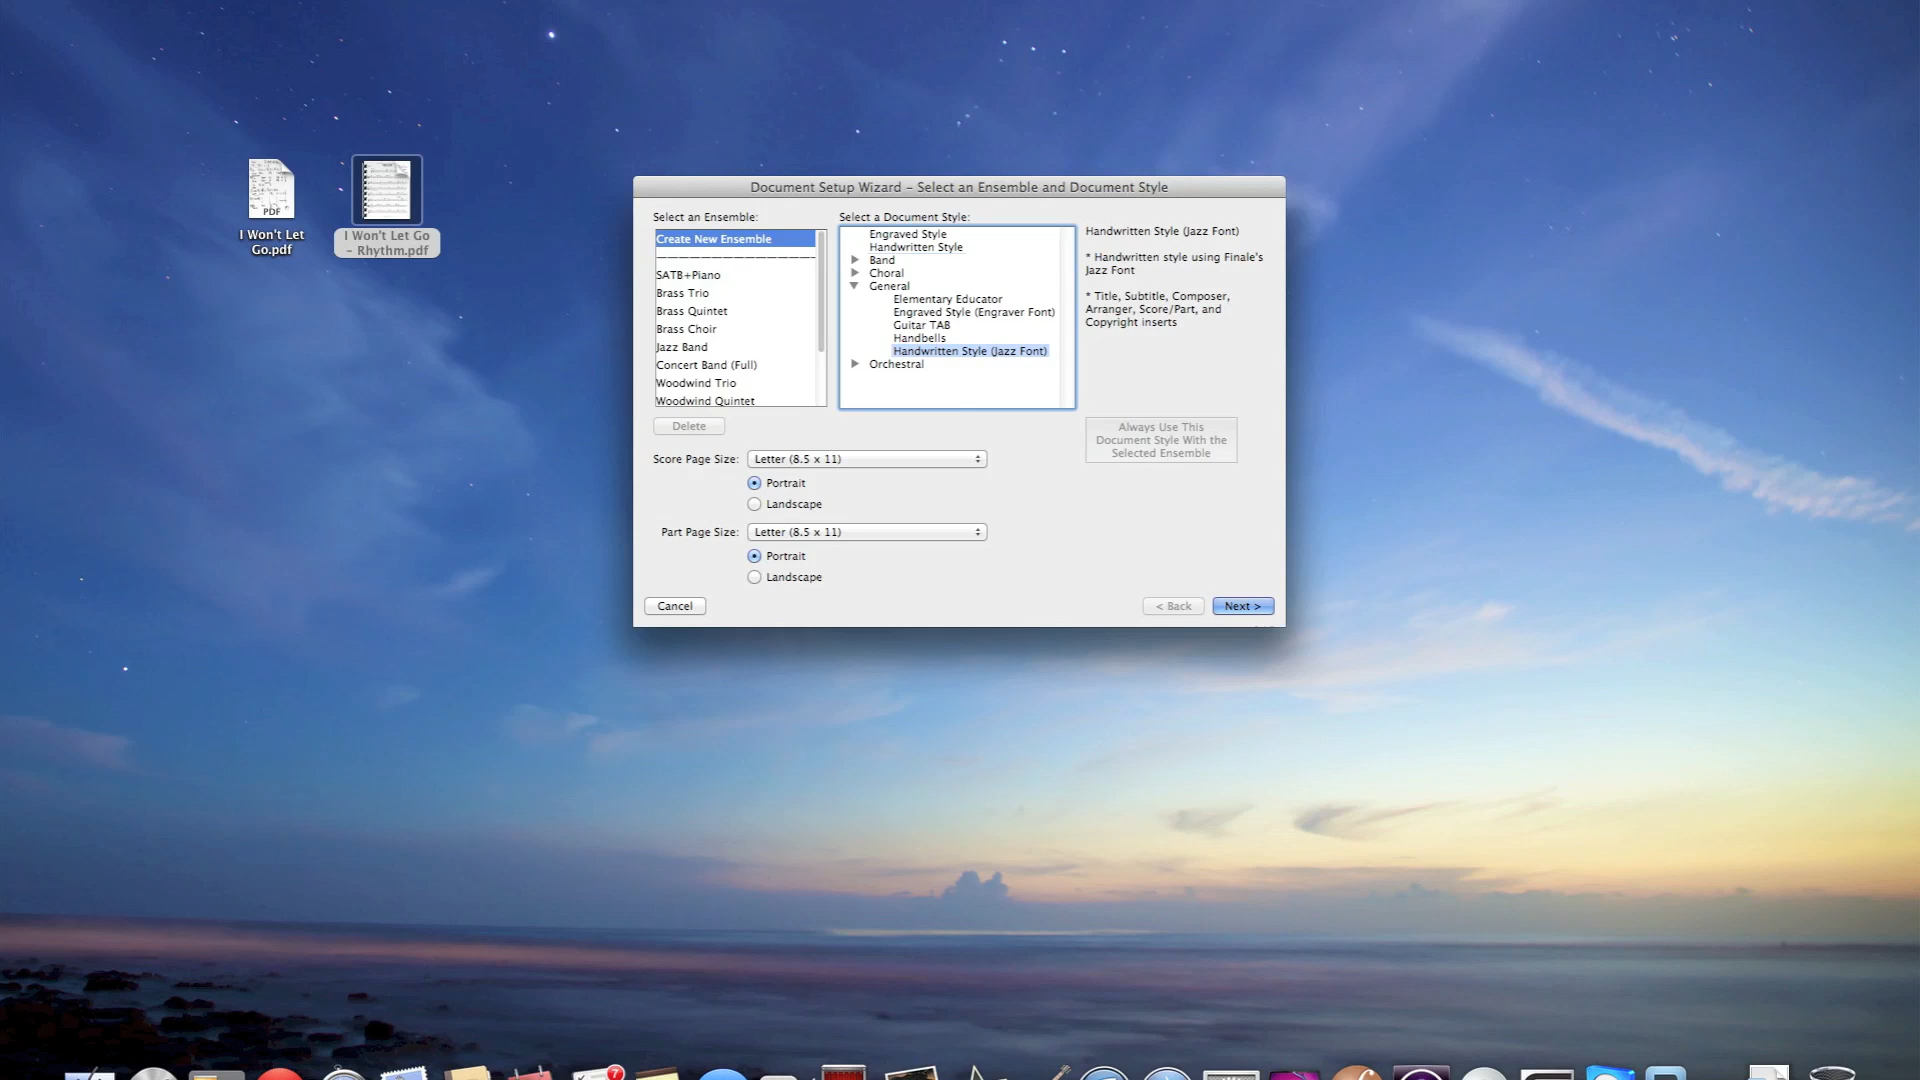 PDF
I Won't Let
Go.pdf
I Won't Let Go
– Rhythm.pdf
Document Setup Wizard – Select an Ensemble and Document Style
Select an Ensemble:
Create New Ensemble
SATB+Piano
Brass Trio
Brass Quintet
Brass Choir
Jazz Band
Concert Band (Full)
Woodwind Trio
Woodwind Quintet
Delete
Select a Document Style:
Engraved Style
Handwritten Style
Band
Choral
General
Elementary Educator
Engraved Style (Engraver Font)
Guitar TAB
Handbells
Handwritten Style (Jazz Font)
Orchestral
Handwritten Style (Jazz Font)
* Handwritten style using Finale's
Jazz Font
* Title, Subtitle, Composer,
Arranger, Score/Part, and
Copyright inserts
Always Use This
Document Style With the
Selected Ensemble
Score Page Size: Letter (8.5 x 11)
Portrait
Landscape
Part Page Size: Letter (8.5 x 11)
Portrait
Landscape
Cancel
< Back
Next >
7